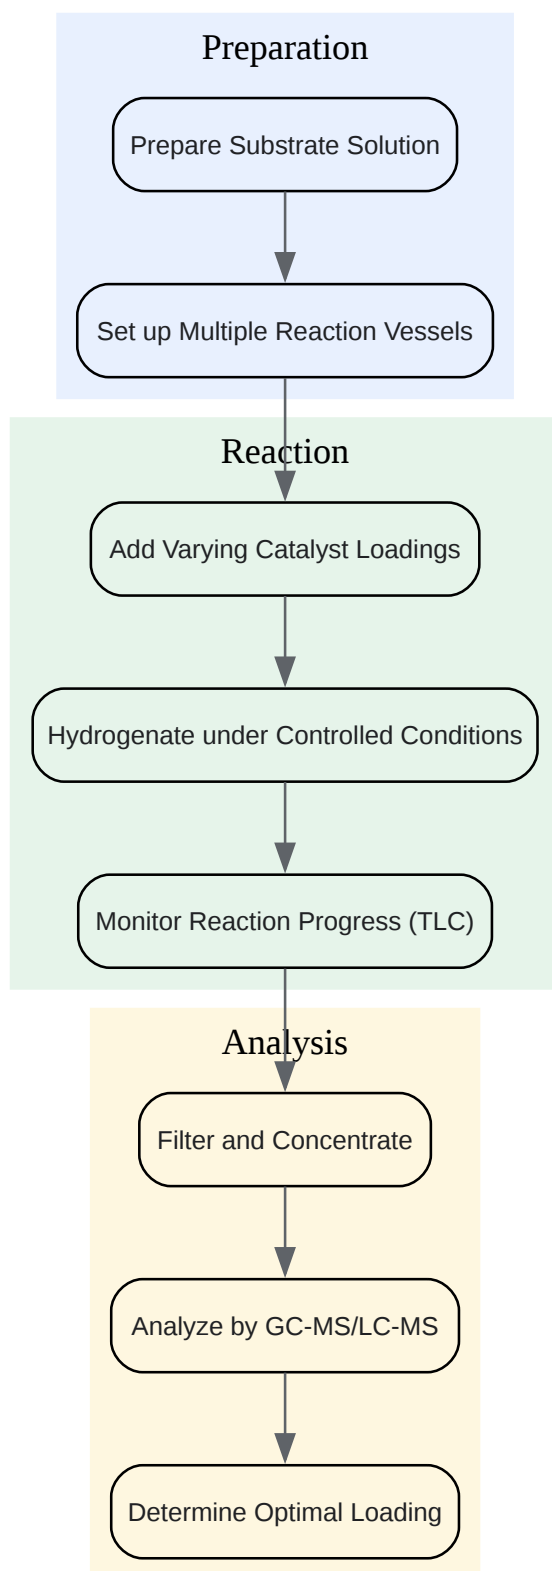 Preparation
Prepare Substrate Solution
Set up Multiple Reaction Vessels
Reaction
Add Varying Catalyst Loadings
Hydrogenate under Controlled Conditions
Monitor Reaction Progress (TLC)
Analysis
Filter and Concentrate
Analyze by GC-MS/LC-MS
Determine Optimal Loading